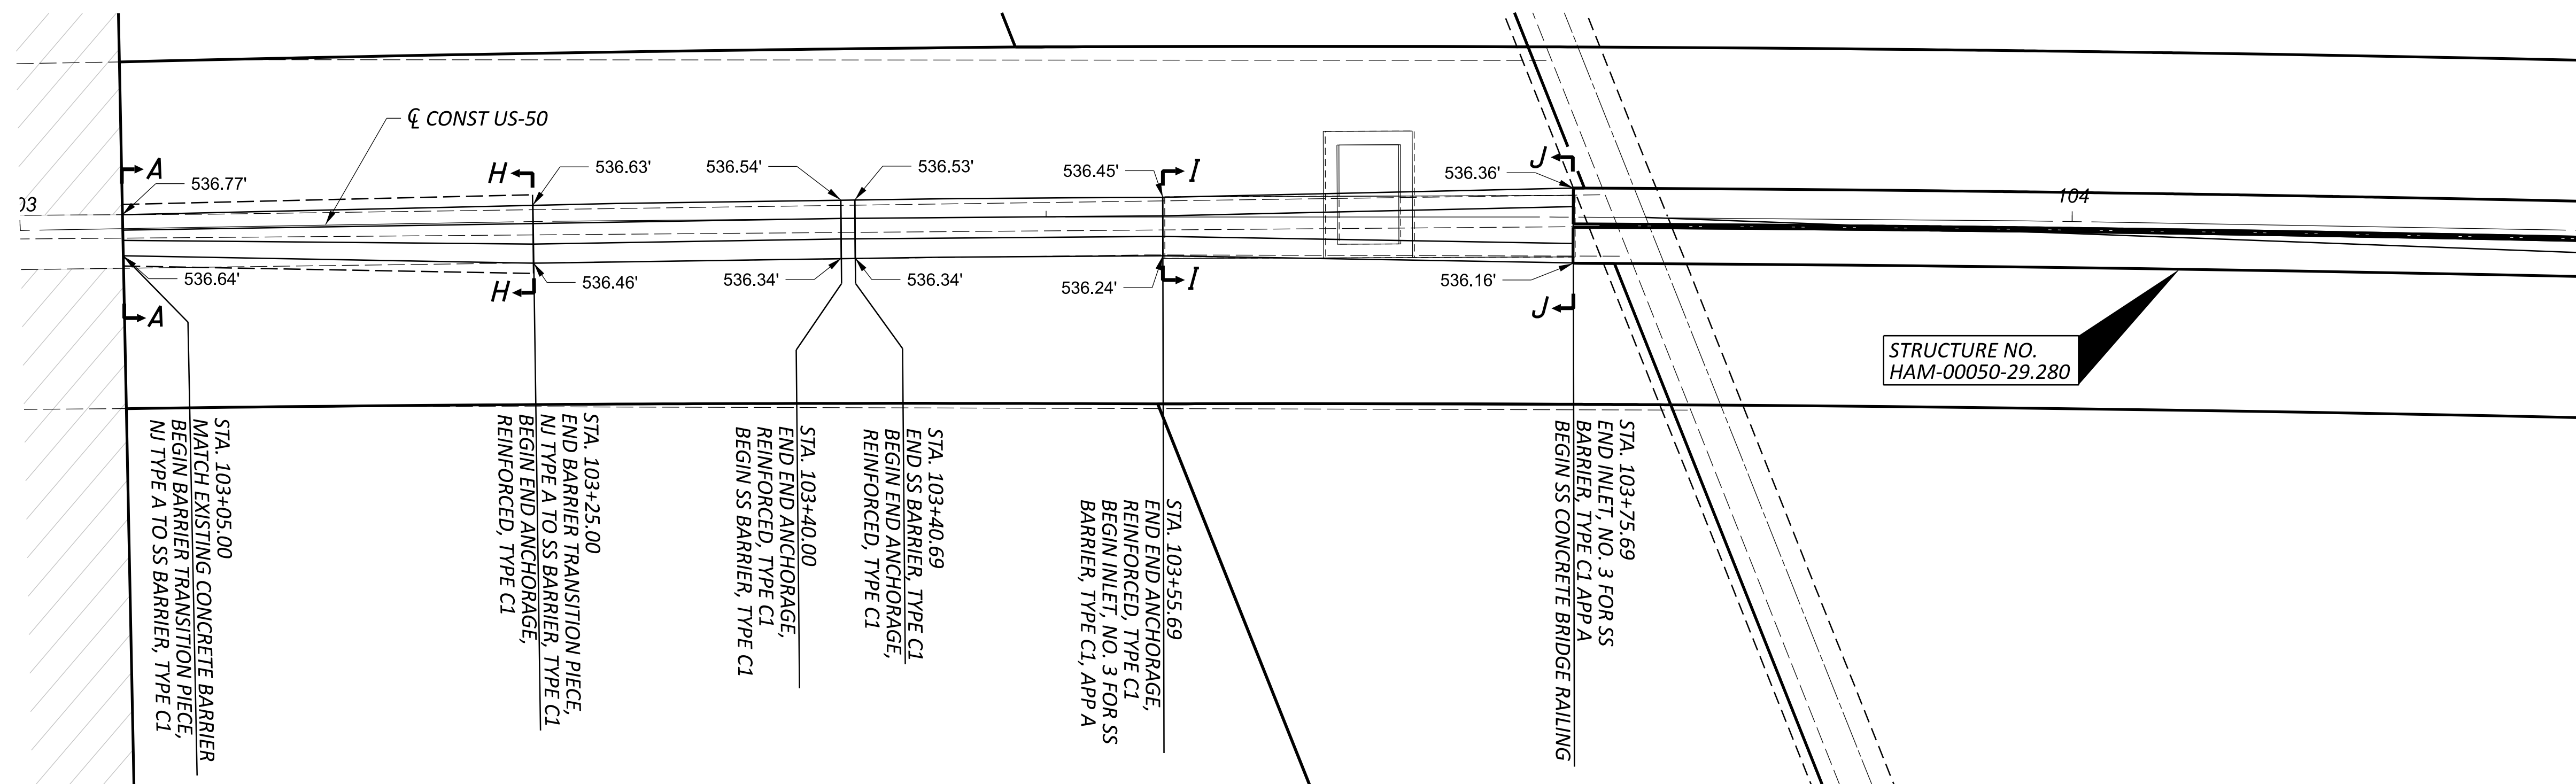 ℄ CONST US-50
A
536.77'
H
536.63'
536.54'
536.53'
536.45'
I
536.36'
J
03
104
536.64'
A
H
536.46'
536.34'
536.34'
536.24'
I
536.16'
J
STRUCTURE NO.
HAM-00050-29.280
STA. 103+05.00
MATCH EXISTING CONCRETE BARRIER
BEGIN BARRIER TRANSITION PIECE,
NJ TYPE A TO SS BARRIER, TYPE C1
STA. 103+25.00
END BARRIER TRANSITION PIECE,
NJ TYPE A TO SS BARRIER, TYPE C1
BEGIN END ANCHORAGE,
REINFORCED, TYPE C1
STA. 103+40.00
END END ANCHORAGE,
REINFORCED, TYPE C1
BEGIN SS BARRIER, TYPE C1
STA. 103+40.69
END SS BARRIER, TYPE C1
BEGIN END ANCHORAGE,
REINFORCED, TYPE C1
STA. 103+55.69
END END ANCHORAGE,
REINFORCED, TYPE C1
BEGIN INLET, NO. 3 FOR SS
BARRIER, TYPE C1, APP A
STA. 103+75.69
END INLET, NO. 3 FOR SS
BARRIER, TYPE C1 APP A
BEGIN SS CONCRETE BRIDGE RAILING